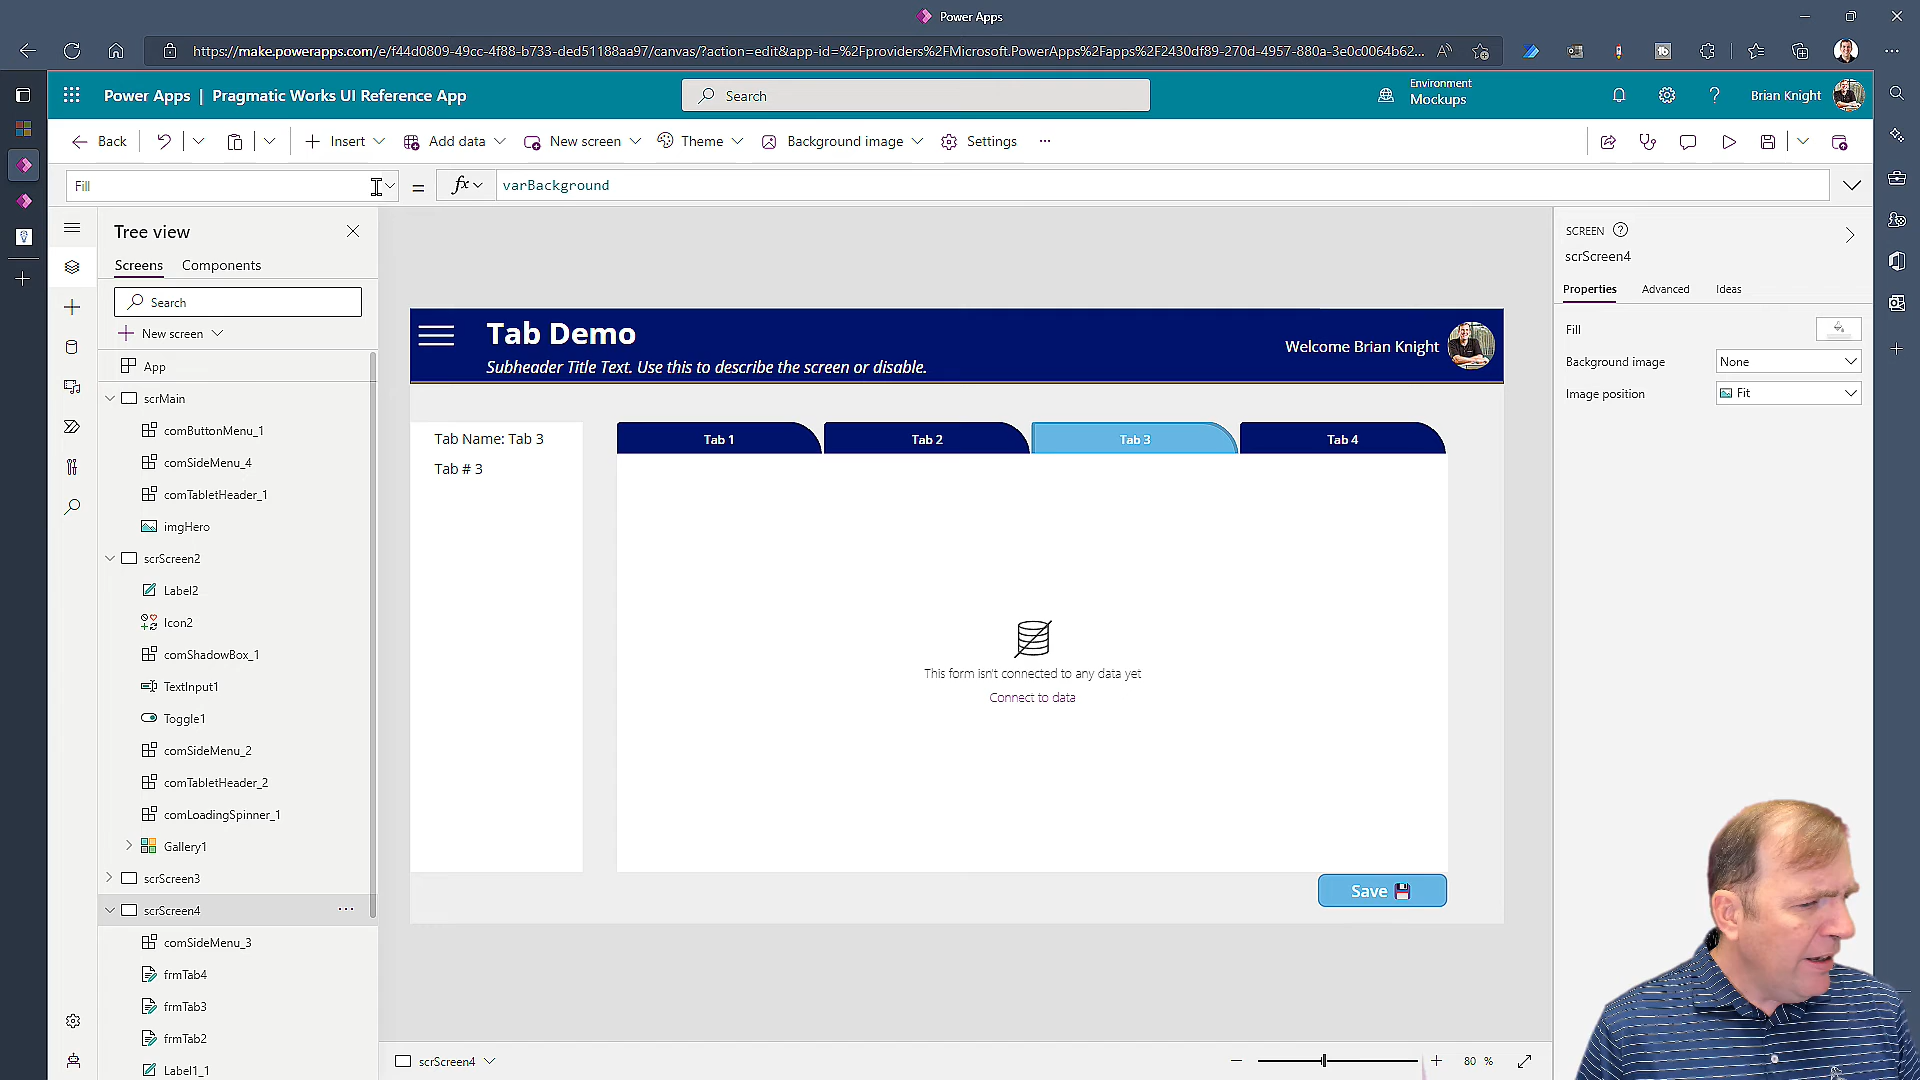 Power Apps
https://make.powerapps.com/e/f44d0809-49cc-4f88-b733-ded51188aa97/canvas/?action=edit&app-id=%2Fproviders%2FMicrosoft.PowerApps%2Fapps%2F2430df89-270d-4957-880a-3e0c0064b62...
Power Apps | Pragmatic Works UI Reference App
Search
Environment
Mockups
Brian Knight
Back
Insert
Add data
New screen
Theme
Background image
Settings
Fill
=
fx
varBackground
Tree view
Screens
Components
Search
New screen
App
scrMain
comButtonMenu_1
comSideMenu_4
comTabletHeader_1
imgHero
scrScreen2
Label2
Icon2
comShadowBox_1
TextInput1
Toggle1
comSideMenu_2
comTabletHeader_2
comLoadingSpinner_1
Gallery1
scrScreen3
scrScreen4
comSideMenu_3
frmTab4
frmTab3
frmTab2
Label1_1
Tab Demo
Subheader Title Text. Use this to describe the screen or disable.
Welcome Brian Knight
Tab Name: Tab 3
Tab # 3
Tab 1
Tab 2
Tab 3
Tab 4
This form isn't connected to any data yet
Connect to data
Save
scrScreen4
80 %
SCREEN
scrScreen4
Properties
Advanced
Ideas
Fill
Background image
None
Image position
Fit